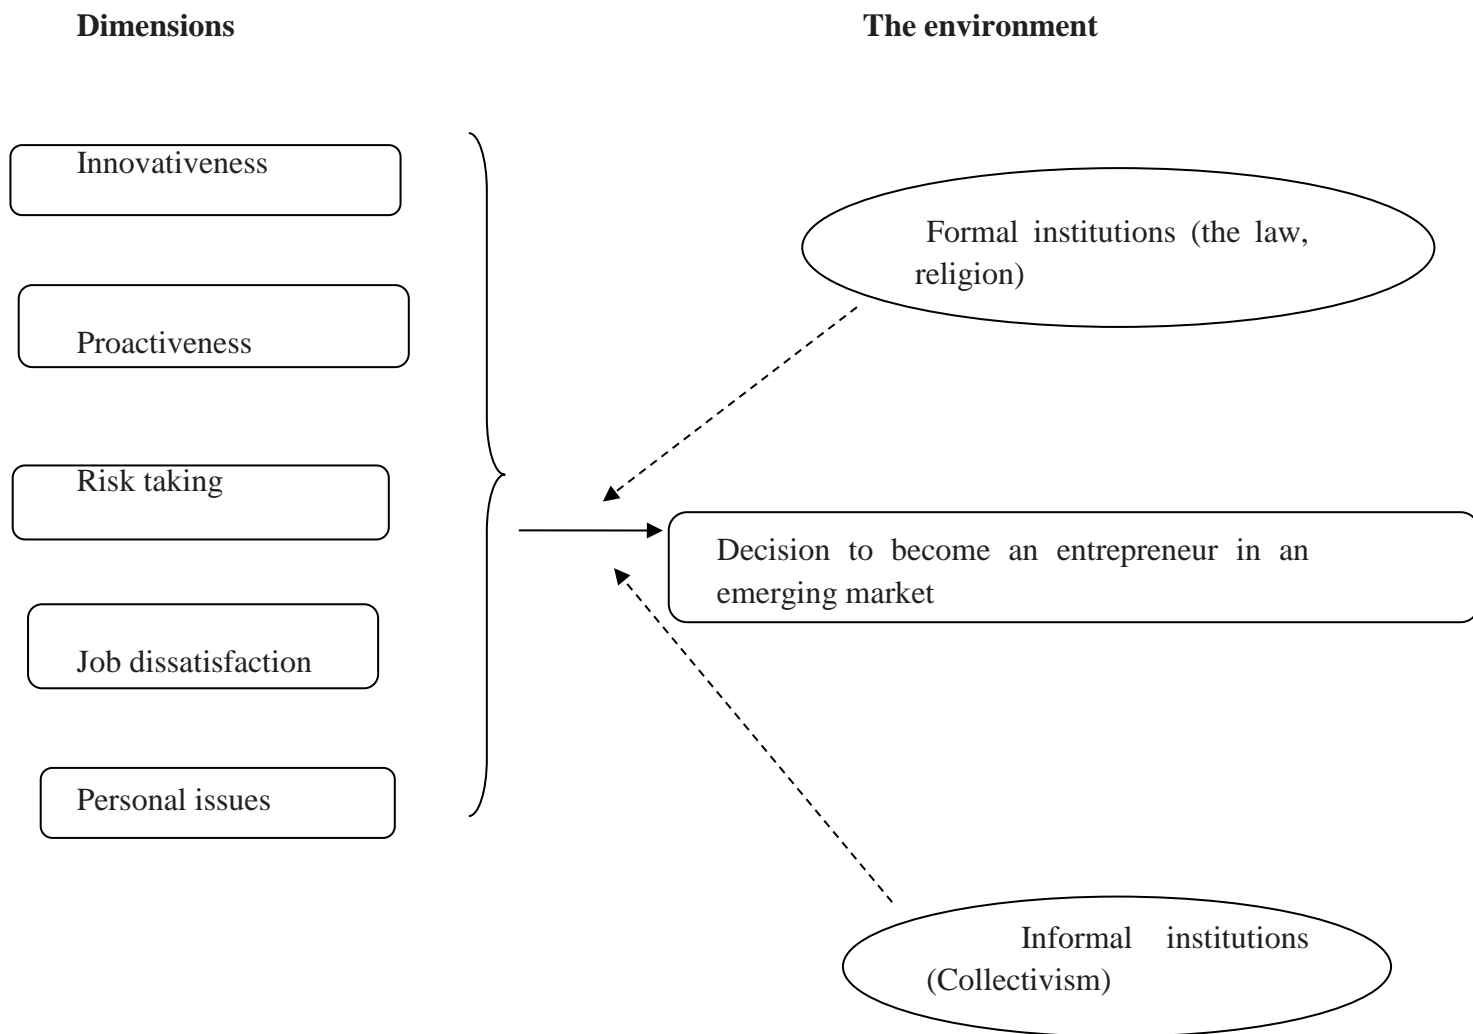 Dimensions
The environment
Innovativeness
Proactiveness
Risk taking
Job dissatisfaction
Personal issues
Formal institutions (the law,
religion)
Decision to become an entrepreneur in an
emerging market
Informal institutions
(Collectivism)